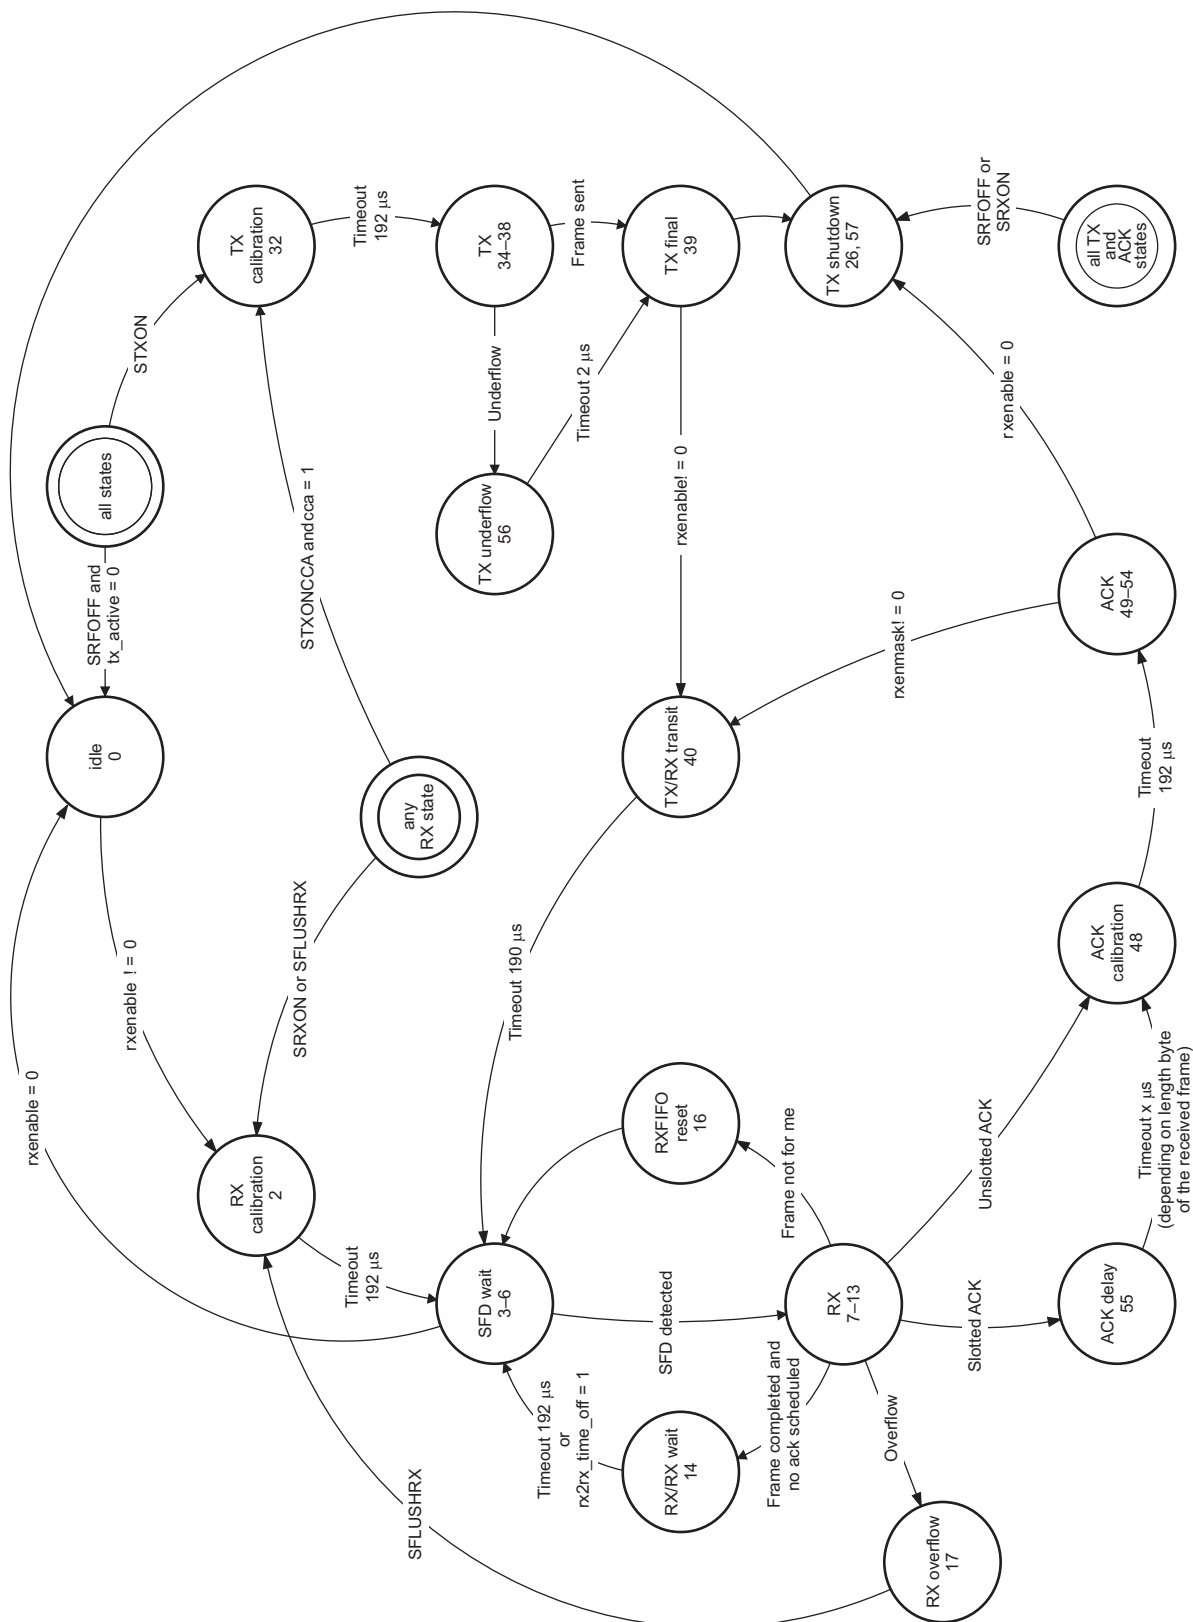 all states
SRFOFF and
tx_active = 0
STXON
idle
0
rxenable ! = 0
rxenable = 0
TX
calibration
32
Timeout
192 µs
STXONCCA andcca = 1
any
RX state
SRXON or SFLUSHRX
RX
calibration
2
Timeout
192 µs
SFLUSHRX
TX
34–38
Frame sent
Underflow
TX underflow
56
Timeout 2 µs
TX final
39
rxenable! = 0
TX/RX transit
40
Timeout 190 µs
SFD wait
3–6
SFD detected
RXFIFO
reset
16
Frame not for me
Timeout 192 µs
or
rx2rx_time_off = 1
RX/RX wait
14
Frame completed and
no ack scheduled
RX
7–13
Overflow
RX overflow
17
Unslotted ACK
Slotted ACK
ACK delay
55
Timeout x µs
(depending on length byte
of the received frame)
ACK
calibration
48
Timeout
192 µs
ACK
49–54
rxenmask! = 0
rxenable = 0
TX shutdown
26, 57
SRFOFF or
SRXON
all TX
and
ACK
states